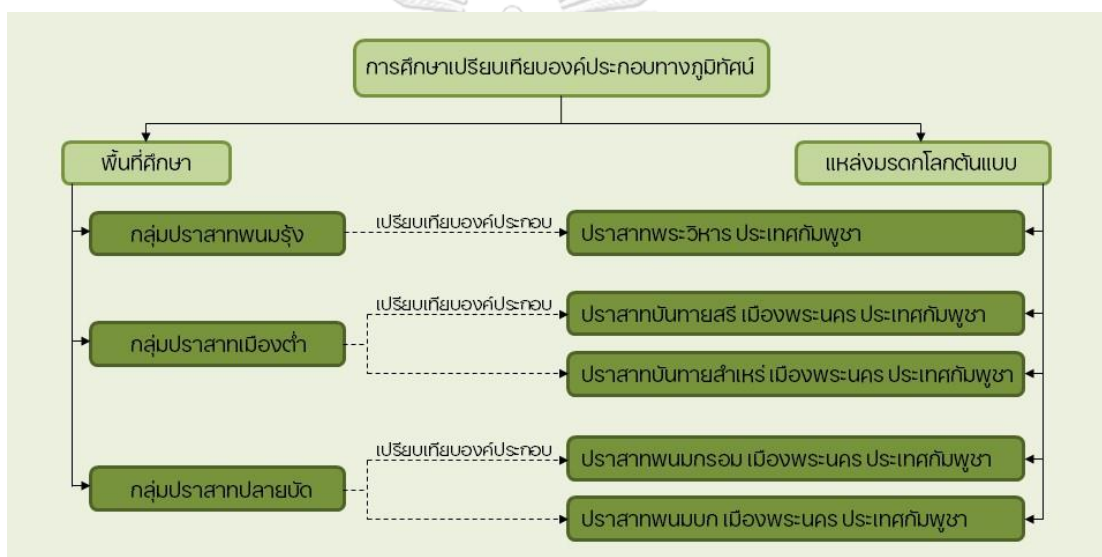 การศึกษาเปรียบเทียบองค์ประกอบทางภูมิทัศน์
พื้นที่ศึกษา
แหล่งมรดกโลกต้นแบบ
กลุ่มปราสาทพนมรุ้ง
เปรียบเทียบองค์ประกอบ
ปราสาทพระวิหาร ประเทศกัมพูชา
กลุ่มปราสาทเมืองต่ำ
เปรียบเทียบองค์ประกอบ
ปราสาทบันทายสรี เมืองพระนคร ประเทศกัมพูชา
ปราสาทบันทายสำเหร่ เมืองพระนคร ประเทศกัมพูชา
กลุ่มปราสาทปลายบัด
เปรียบเทียบองค์ประกอบ
ปราสาทพนมกรอม เมืองพระนคร ประเทศกัมพูชา
ปราสาทพนมบก เมืองพระนคร ประเทศกัมพูชา